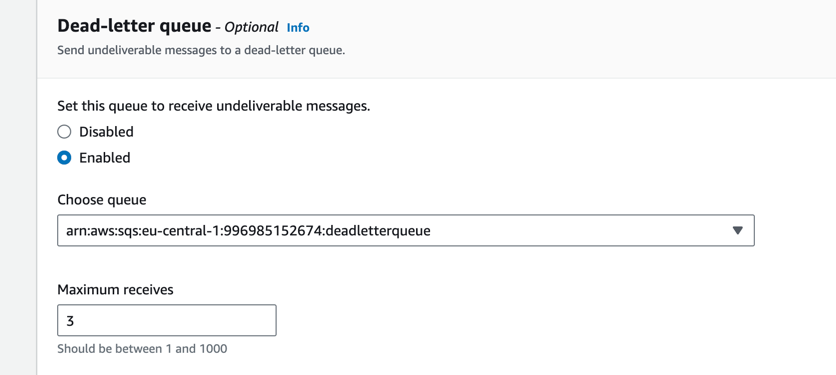 Dead-letter queue - Optional Info
Send undeliverable messages to a dead-letter queue.
Set this queue to receive undeliverable messages.
Disabled
Enabled
Choose queue
arn:aws:sqs:eu-central-1:996985152674:deadletterqueue
Maximum receives
3
Should be between 1 and 1000